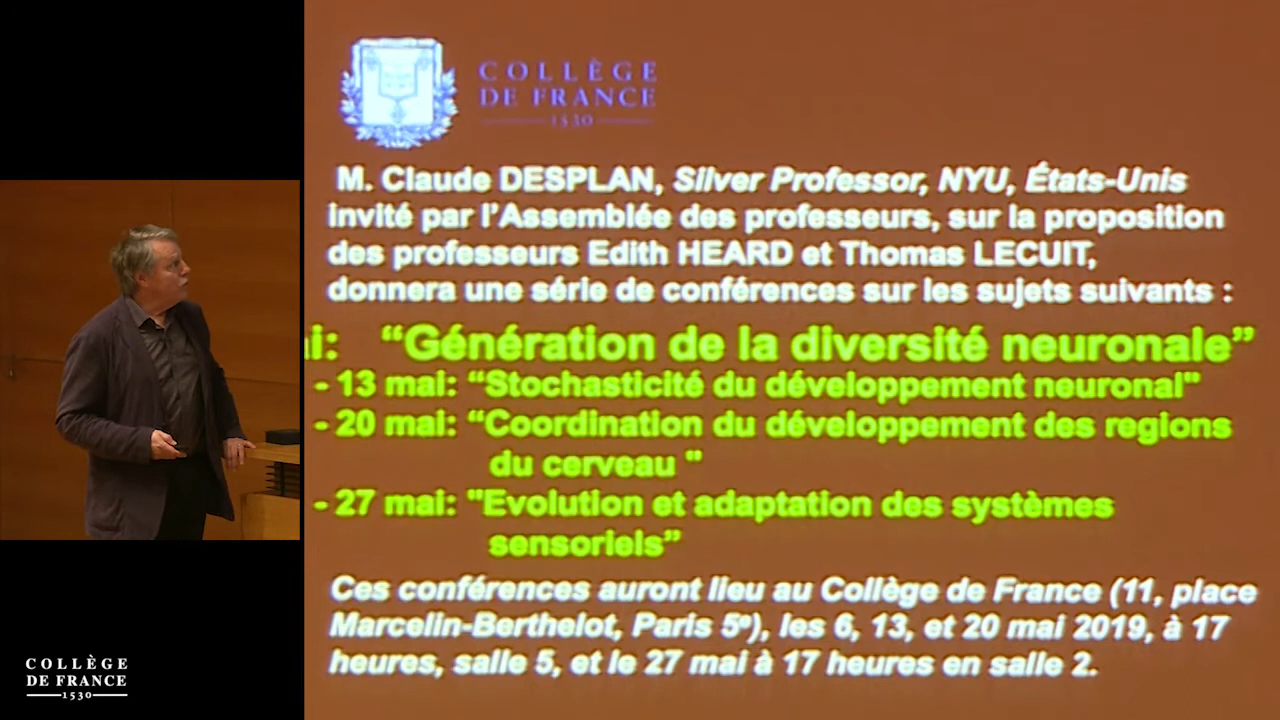 COLLÈGE
DE FRANCE
1530
M. Claude DESPLAN, Silver Professor, NYU, États-Unis
invité par l'Assemblée des professeurs, sur la proposition
des professeurs Edith HEARD et Thomas LECUIT,
donnera une série de conférences sur les sujets suivants :
ai: “Génération de la diversité neuronale”
- 13 mai: “Stochasticité du développement neuronal"
- 20 mai: “Coordination du développement des regions
du cerveau "
- 27 mai: "Evolution et adaptation des systèmes
sensoriels”
Ces conférences auront lieu au Collège de France (11, place
Marcelin-Berthelot, Paris 5e), les 6, 13, et 20 mai 2019, à 17
heures, salle 5, et le 27 mai à 17 heures en salle 2.
COLLÈGE
DE FRANCE
1530